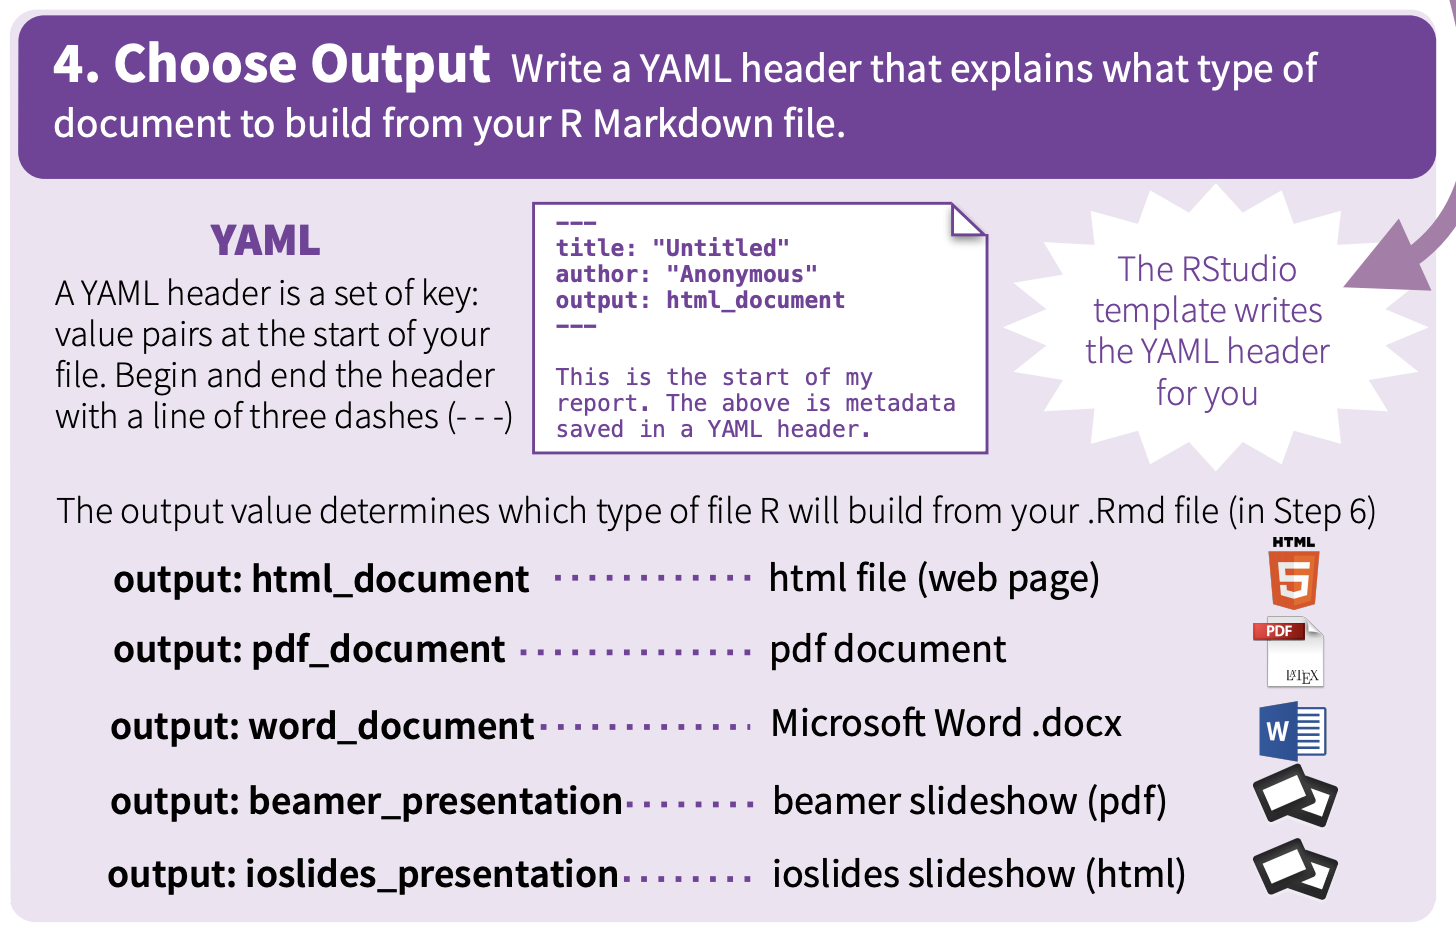 4. Choose Output Write a YAML header that explains what type of
document to build from your R Markdown file.
YAML
A YAML header is a set of key:
value pairs at the start of your
file. Begin and end the header
with a line of three dashes (- - -)
---
title: "Untitled"
author: "Anonymous"
output: html_document
---
This is the start of my
report. The above is metadata
saved in a YAML header.
The RStudio
template writes
the YAML header
for you
The output value determines which type of file R will build from your .Rmd file (in Step 6)
output: html_document html file (web page)
HTML
5
output: pdf_document pdf document
PDF
LATEX
output: word_document Microsoft Word .docx
W
output: beamer_presentation beamer slideshow (pdf)
output: ioslides_presentation ioslides slideshow (html)